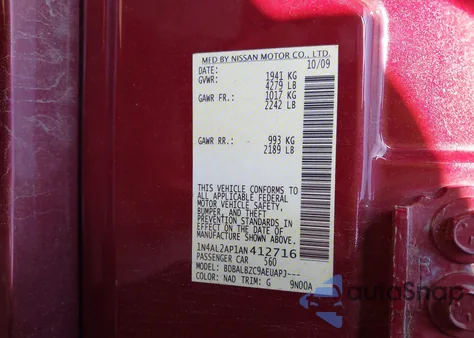 MFD BY NISSAN MOTOR CO., LTD.
DATE: 10/09
GVWR: 1941 KG
4279 LB
GAWR FR.: 1017 KG
2242 LB
GAWR RR.: 993 KG
2189 LB
THIS VEHICLE CONFORMS TO
ALL APPLICABLE FEDERAL
MOTOR VEHICLE SAFETY,
BUMPER, AND THEFT
PREVENTION STANDARDS IN
EFFECT ON THE DATE OF
MANUFACTURE SHOWN
ABOVE.
1N4AL2AP1AN412716
PASSENGER CAR 560
MODEL: BDBALBZC9AEUAPJ---
COLOR: NAD TRIM: G 9N00A
autoSnap